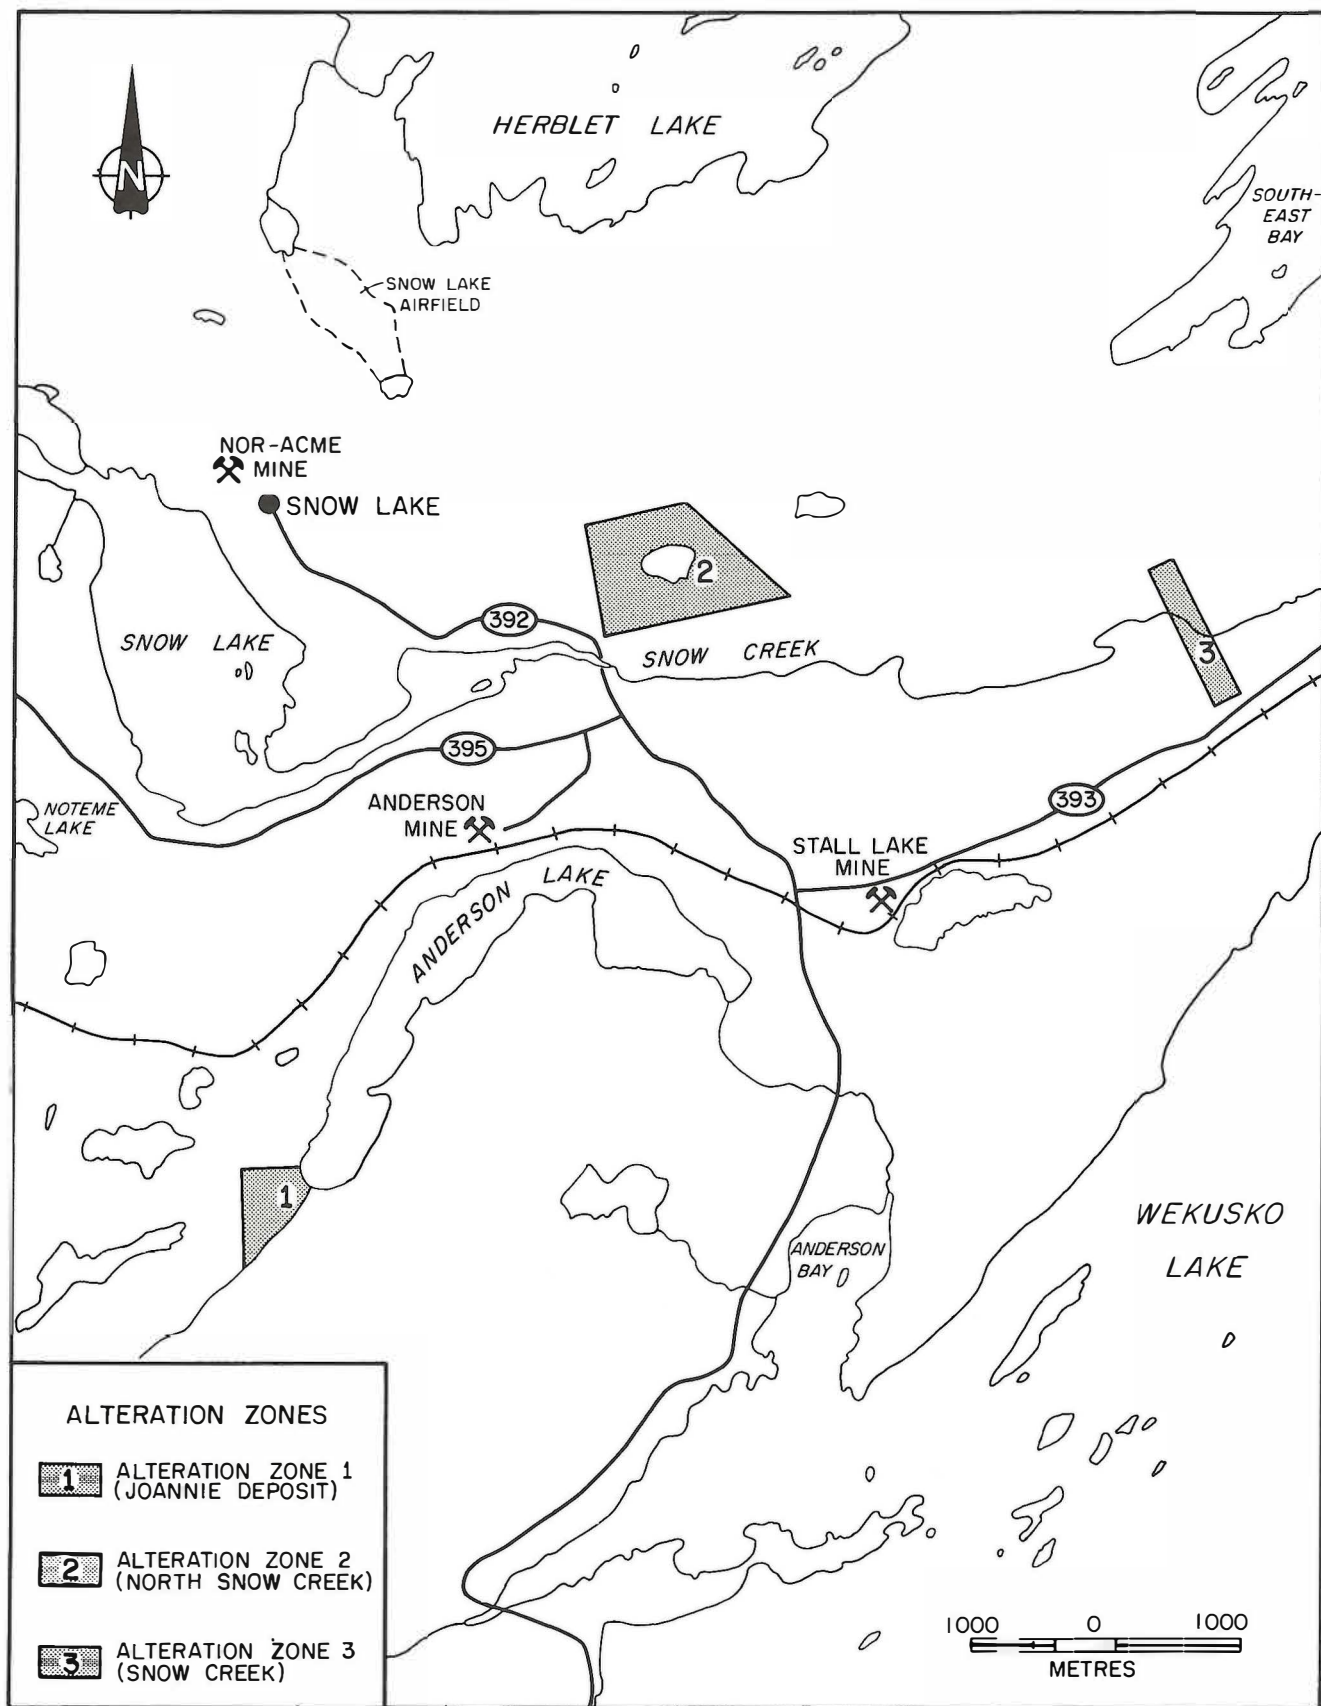 N
HERBLET LAKE
SOUTH-
EAST
BAY
SNOW LAKE
AIRFIELD
NOR-ACME
MINE
SNOW LAKE
2
392
SNOW LAKE
SNOW CREEK
3
395
NOTEME
LAKE
ANDERSON
MINE
393
STALL LAKE
MINE
ANDERSON LAKE
1
WEKUSKO
LAKE
ANDERSON
BAY
ALTERATION ZONES
1 ALTERATION ZONE 1
(JOANNIE DEPOSIT)
2 ALTERATION ZONE 2
(NORTH SNOW CREEK)
3 ALTERATION ZONE 3
(SNOW CREEK)
1000 0 1000
METRES